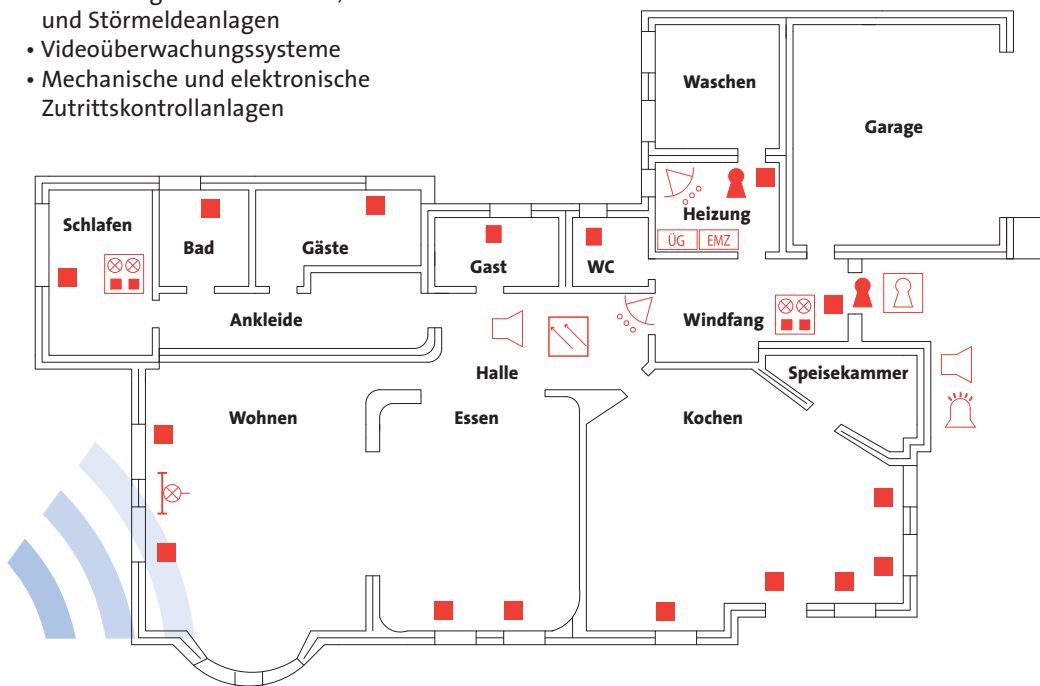 und Störmeldeanlagen
• Videoüberwachungssysteme
• Mechanische und elektronische
Zutrittskontrollanlagen
Waschen
Garage
Schlafen
Bad
Gäste
Gast
WC
Heizung
ÜG EMZ
Ankleide
Windfang
Halle
Speisekammer
Wohnen
Essen
Kochen